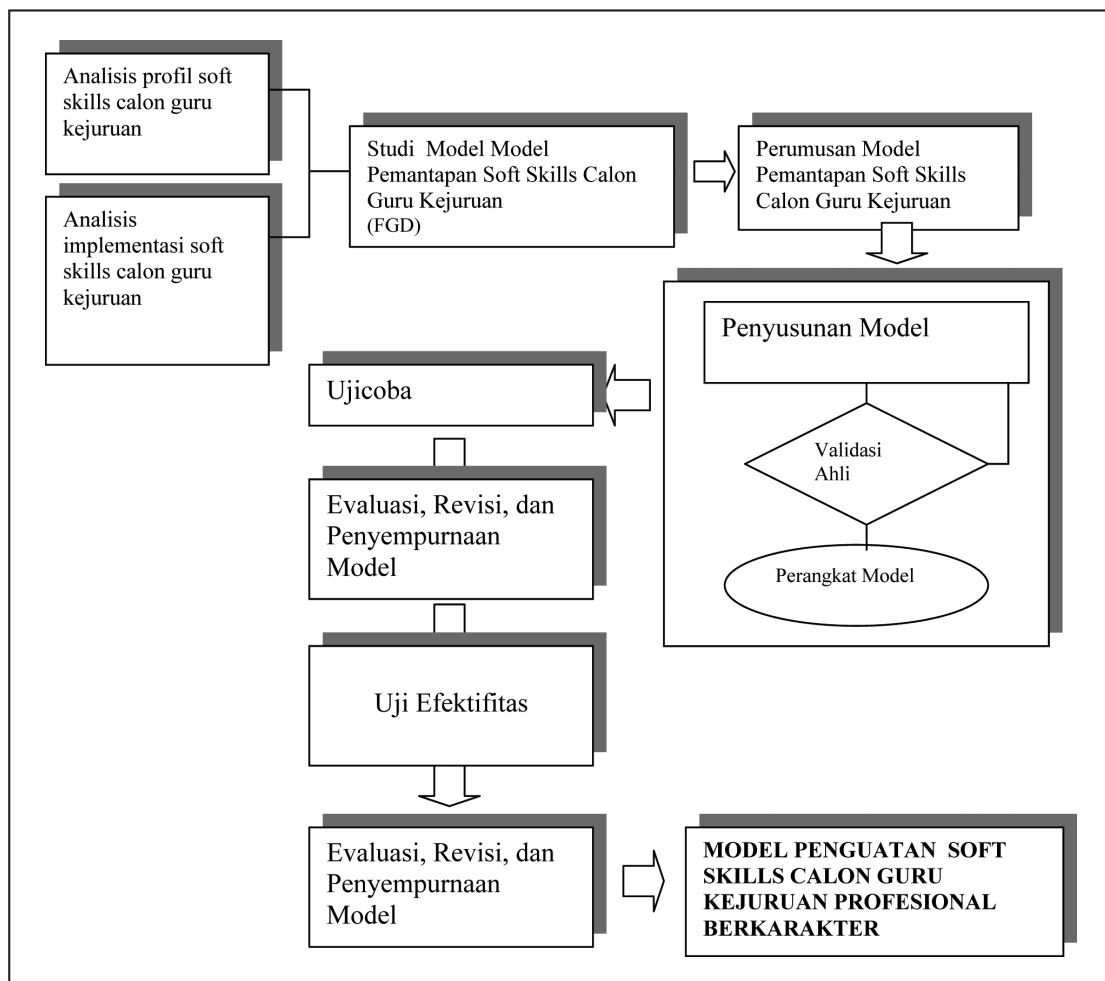 Analisis profil soft
skills calon guru
kejuruan
Analisis
implementasi soft
skills calon guru
kejuruan
Studi Model Model
Pemantapan Soft Skills Calon
Guru Kejuruan
(FGD)
Perumusan Model
Pemantapan Soft Skills
Calon Guru Kejuruan
Penyusunan Model
Validasi
Ahli
Perangkat Model
Ujicoba
Evaluasi, Revisi, dan
Penyempurnaan
Model
Uji Efektifitas
Evaluasi, Revisi, dan
Penyempurnaan
Model
MODEL PENGUATAN SOFT
SKILLS CALON GURU
KEJURUAN PROFESIONAL
BERKARAKTER